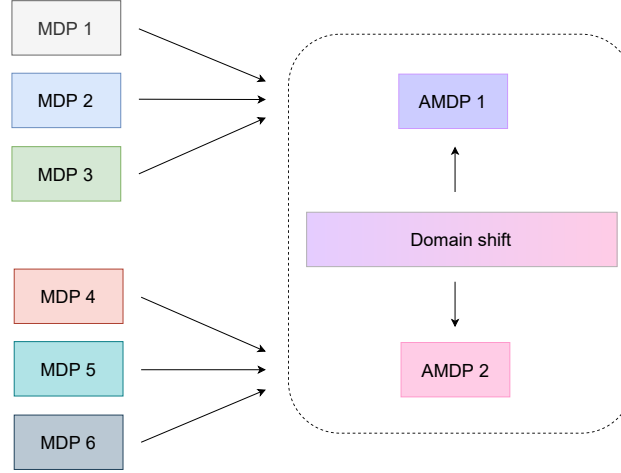 MDP 1
MDP 2
MDP 3
MDP 4
MDP 5
MDP 6
AMDP 1
Domain shift
AMDP 2